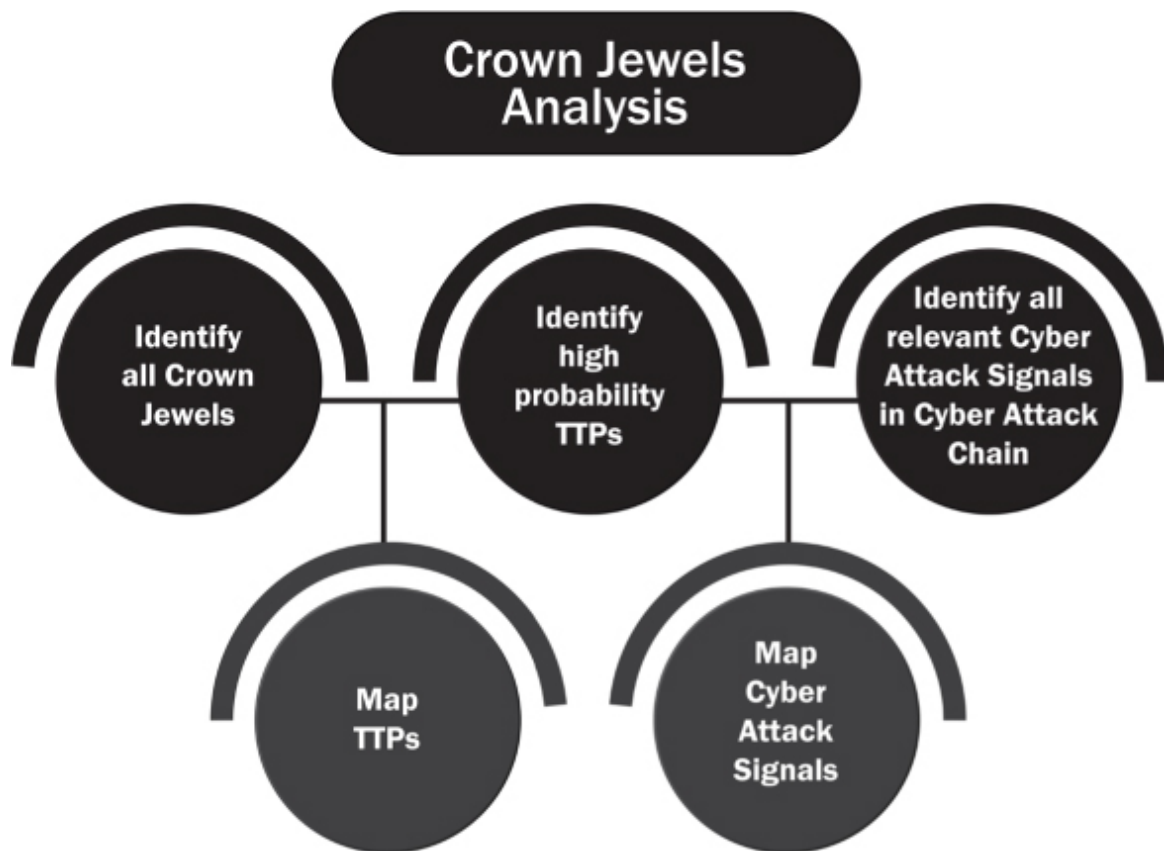 Crown Jewels
Analysis
Identify
all Crown
Jewels
Identify
high
probability
TTPs
Identify all
relevant Cyber
Attack Signals
in Cyber Attack
Chain
Map
TTPs
Map
Cyber
Attack
Signals